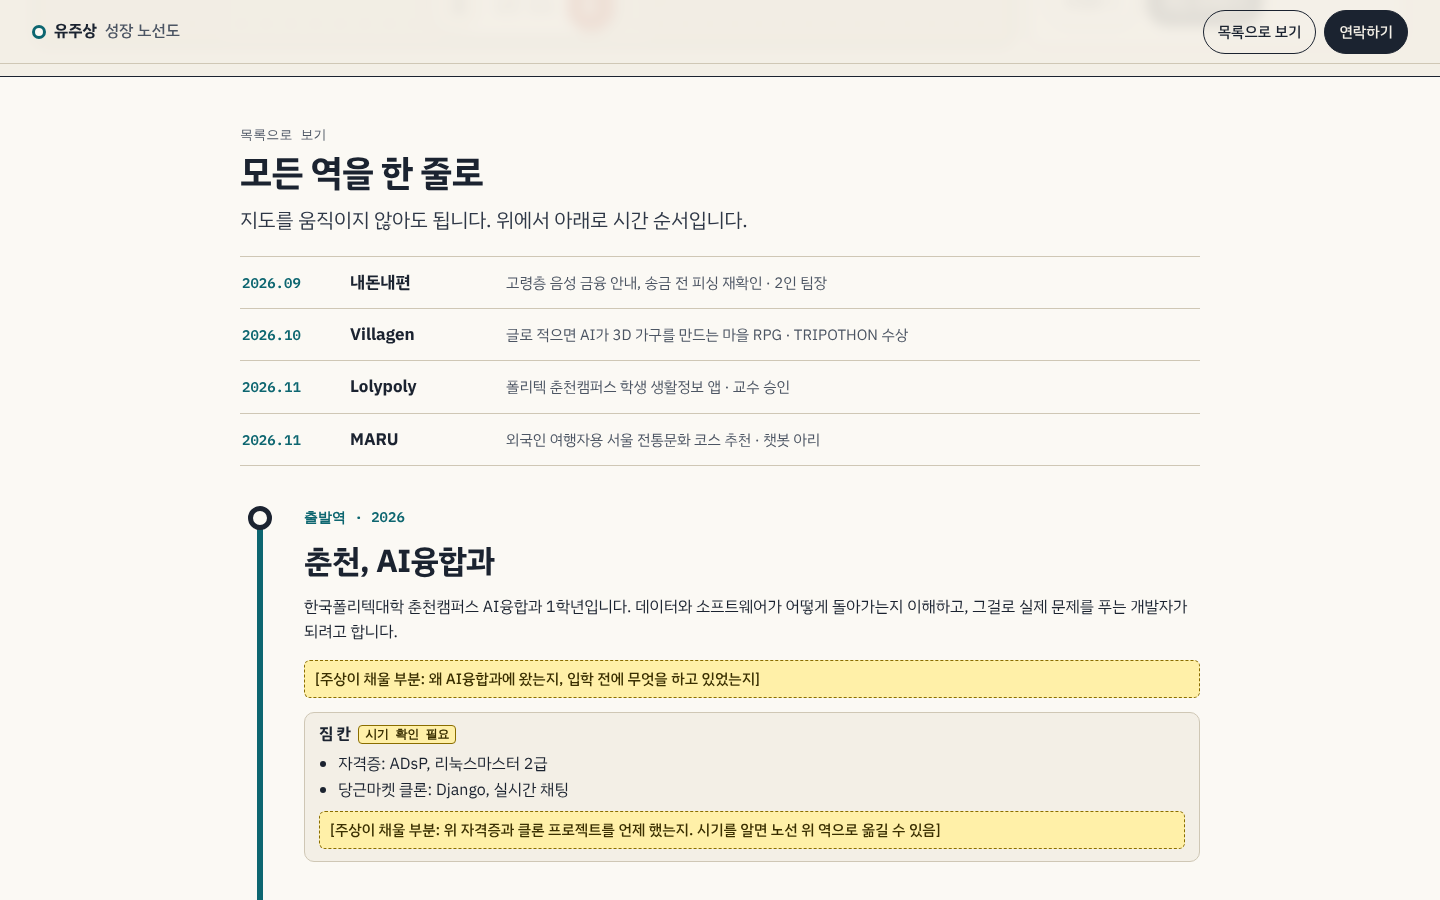 유주상 성장 노선도
목록으로 보기
연락하기
목록으로 보기
모든 역을 한 줄로
지도를 움직이지 않아도 됩니다. 위에서 아래로 시간 순서입니다.
2026.09 내돈내편 고령층 음성 금융 안내, 송금 전 피싱 재확인 · 2인 팀장
2026.10 Villagen 글로 적으면 AI가 3D 가구를 만드는 마을 RPG · TRIPOTHON 수상
2026.11 Lolypoly 폴리텍 춘천캠퍼스 학생 생활정보 앱 · 교수 승인
2026.11 MARU 외국인 여행자용 서울 전통문화 코스 추천 · 챗봇 아리
출발역 · 2026
춘천, AI융합과
한국폴리텍대학 춘천캠퍼스 AI융합과 1학년입니다. 데이터와 소프트웨어가 어떻게 돌아가는지 이해하고, 그걸로 실제 문제를 푸는 개발자가
되려고 합니다.
[주상이 채울 부분: 왜 AI융합과에 왔는지, 입학 전에 무엇을 하고 있었는지]
짐 칸 시기 확인 필요
자격증: ADsP, 리눅스마스터 2급
당근마켓 클론: Django, 실시간 채팅
[주상이 채울 부분: 위 자격증과 클론 프로젝트를 언제 했는지. 시기를 알면 노선 위 역으로 옮길 수 있음]